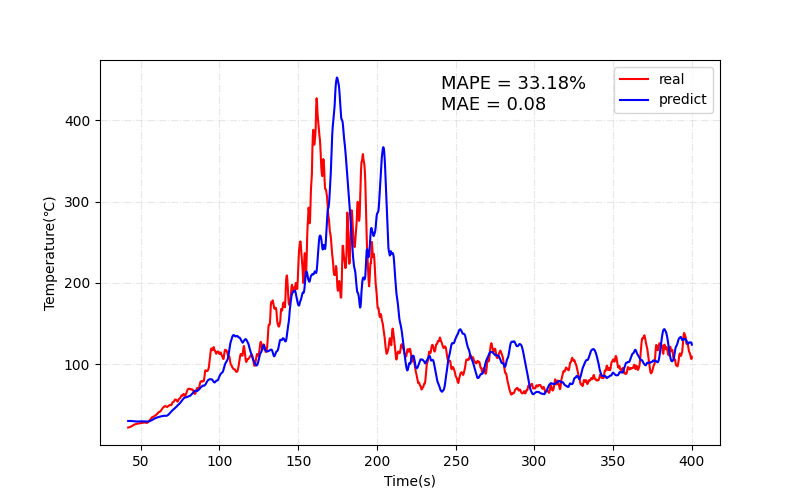 MAPE = 33.18%
MAE = 0.08
real
predict
Temperature(℃)
400
300
200
100
50 100 150 200 250 300 350 400
Time(s)